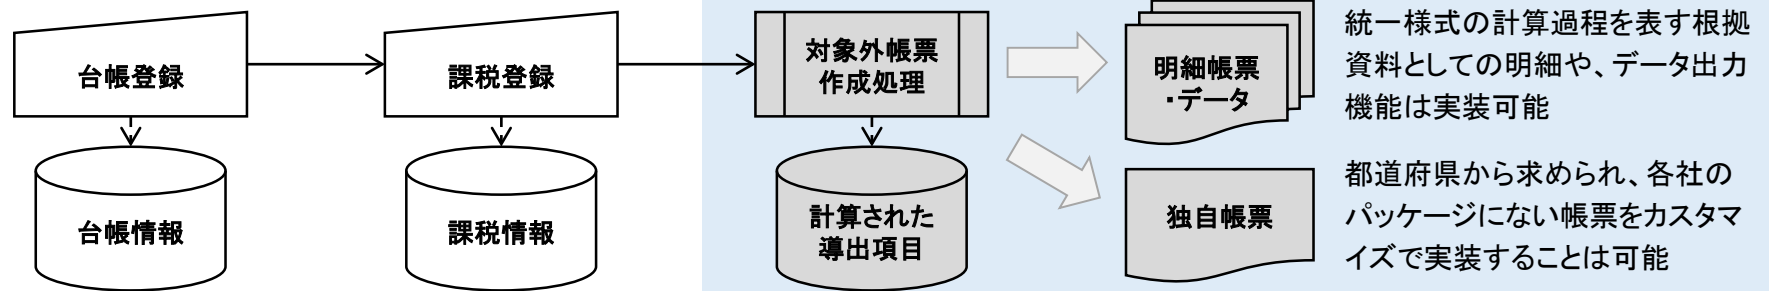 台帳登録
課税登録
対象外帳票
作成処理
明細帳票
・データ
統一様式の計算過程を表す根拠
資料としての明細や、データ出力
機能は実装可能
台帳情報
課税情報
計算された
導出項目
独自帳票
都道府県から求められ、各社の
パッケージにない帳票をカスタマ
イズで実装することは可能